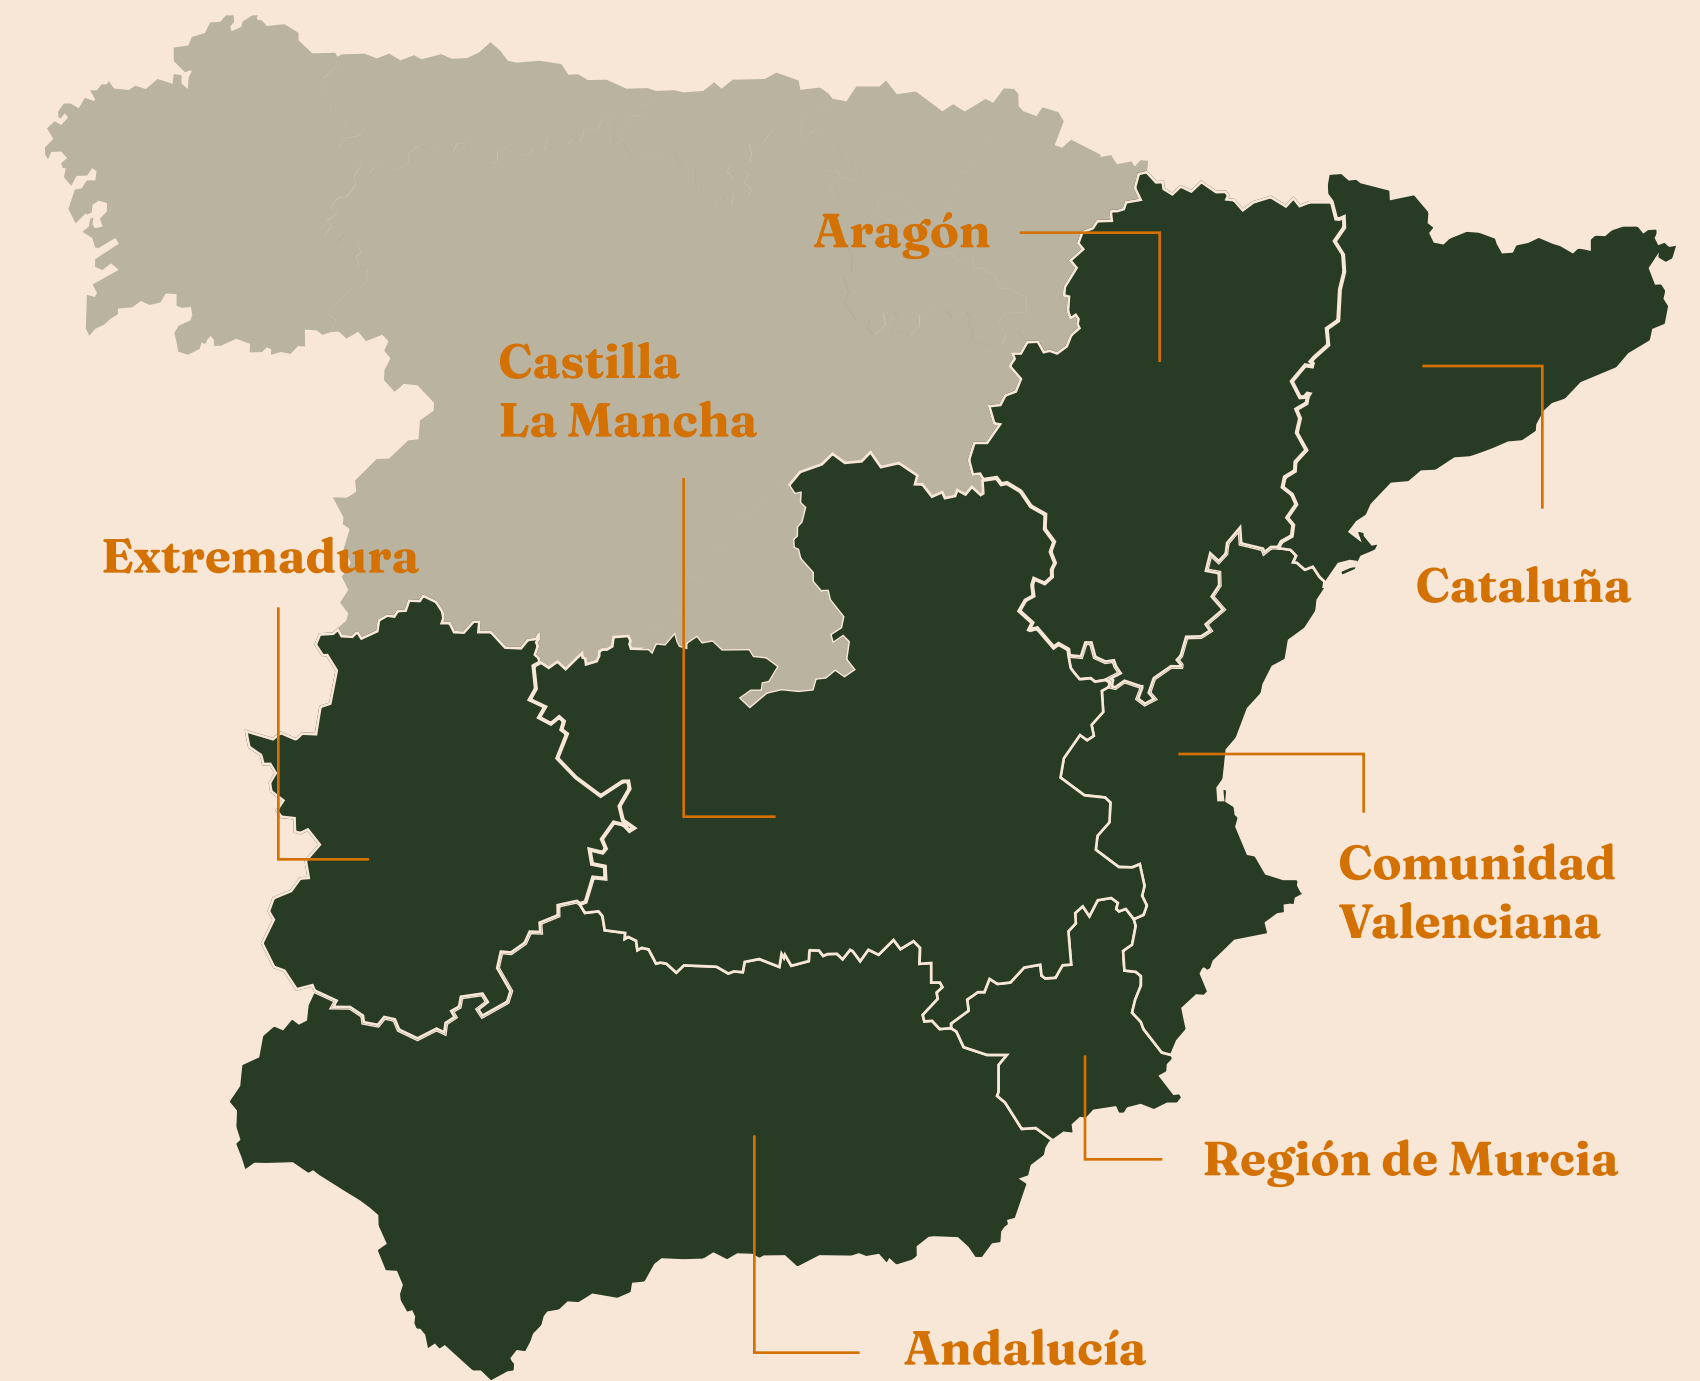 Aragón
Castilla
La Mancha
Extremadura
Cataluña
Comunidad
Valenciana
Región de Murcia
Andalucía